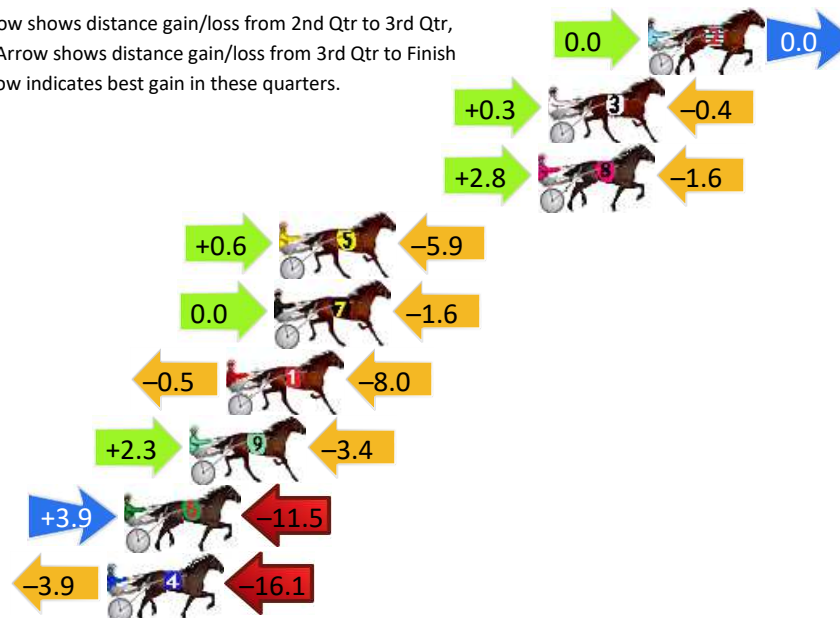 ow shows distance gain/loss from 2nd Qtr to 3rd Qtr,
Arrow shows distance gain/loss from 3rd Qtr to Finish
ow indicates best gain in these quarters.
0.0 2 0.0
+0.3 3 –0.4
+2.8 8 –1.6
+0.6 5 –5.9
0.0 7 –1.6
–0.5 1 –8.0
+2.3 9 –3.4
+3.9 –11.5
–3.9 4 –16.1